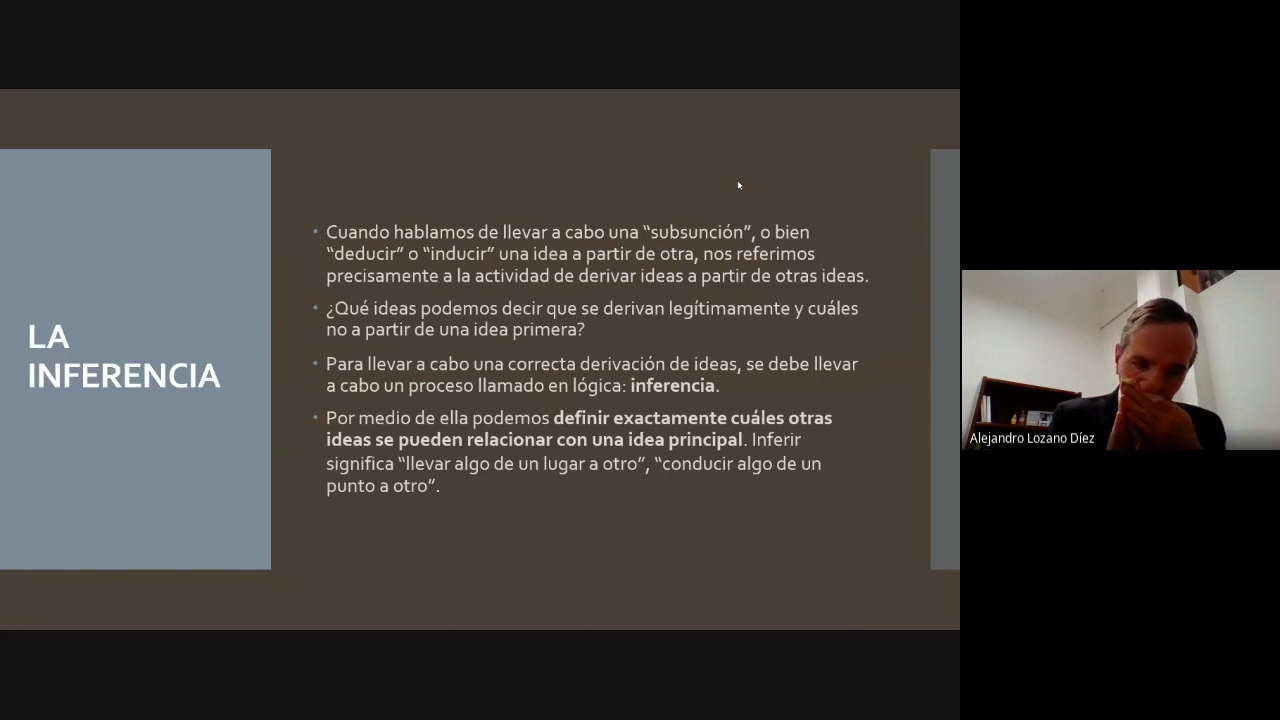 LA
INFERENCIA
• Cuando hablamos de llevar a cabo una “subsunción”, o bien
“deducir” o “inducir” una idea a partir de otra, nos referimos
precisamente a la actividad de derivar ideas a partir de otras ideas.
• ¿Qué ideas podemos decir que se derivan legítimamente y cuáles
no a partir de una idea primera?
• Para llevar a cabo una correcta derivación de ideas, se debe llevar
a cabo un proceso llamado en lógica: inferencia.
• Por medio de ella podemos definir exactamente cuáles otras
ideas se pueden relacionar con una idea principal. Inferir
significa “llevar algo de un lugar a otro”, “conducir algo de un
punto a otro”.
Alejandro Lozano Díez